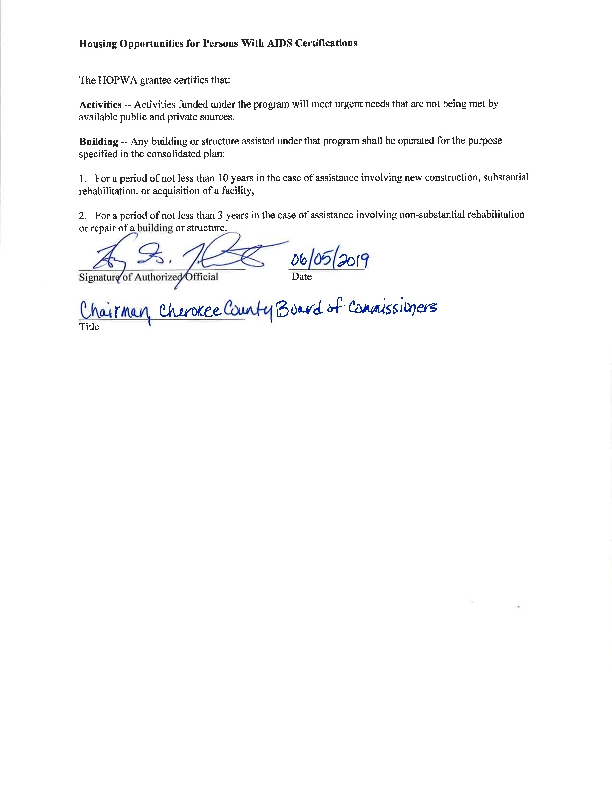 Housing Opportunities for Persons With AIDS Certifications
The HOPWA grantee certifies that:
Activities -- Activities funded under the program will meet urgent needs that are not being met by
available public and private sources.
Building -- Any building or structure assisted under that program shall be operated for the purpose
specified in the consolidated plan:
1. For a period of not less than 10 years in the case of assistance involving new construction, substantial
rehabilitation, or acquisition of a facility,
2. For a period of not less than 3 years in the case of assistance involving non-substantial rehabilitation
or repair of a building or structure.
06/05/2019
Signature of Authorized Official Date
Chairman, Cherokee County Board of Commissioners
Title